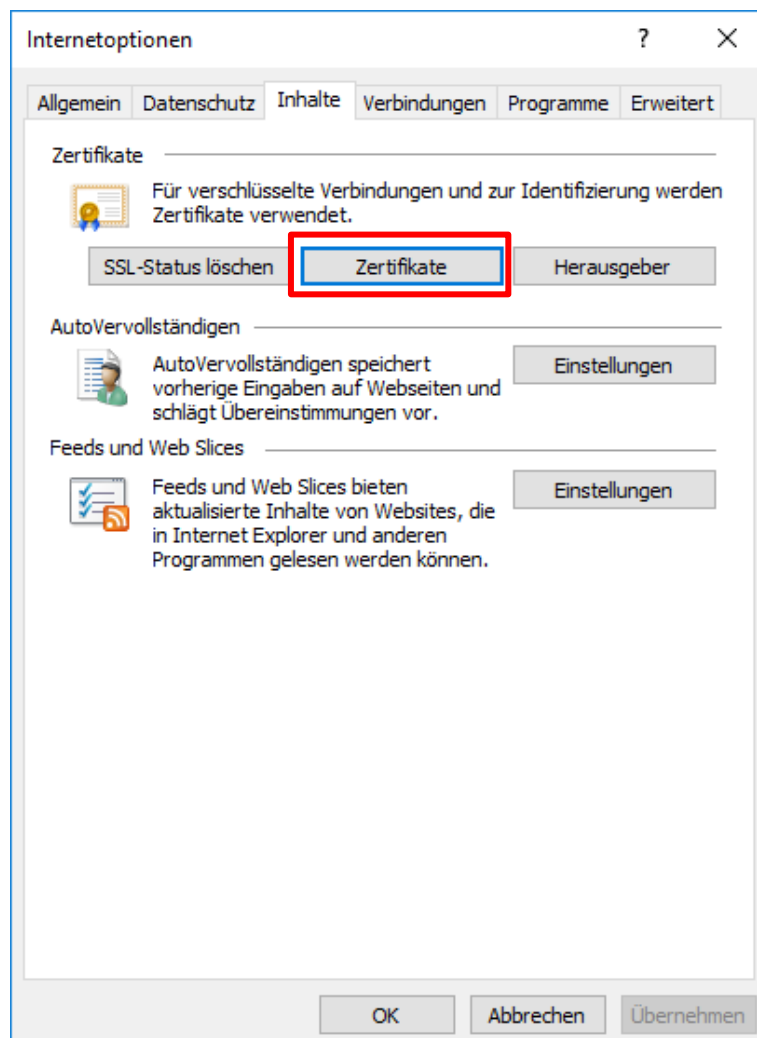 Internetoptionen ?
Allgemein Datenschutz Inhalte Verbindungen Programme Erweitert
Zertifikate
Für verschlüsselte Verbindungen und zur Identifizierung werden
Zertifikate verwendet.
SSL-Status löschen Zertifikate Herausgeber
AutoVervollständigen
AutoVervollständigen speichert
vorherige Eingaben auf Webseiten und
schlägt Übereinstimmungen vor.
Einstellungen
Feeds und Web Slices
Feeds und Web Slices bieten
aktualisierte Inhalte von Websites, die
in Internet Explorer und anderen
Programmen gelesen werden können.
Einstellungen
OK Abbrechen Übernehmen